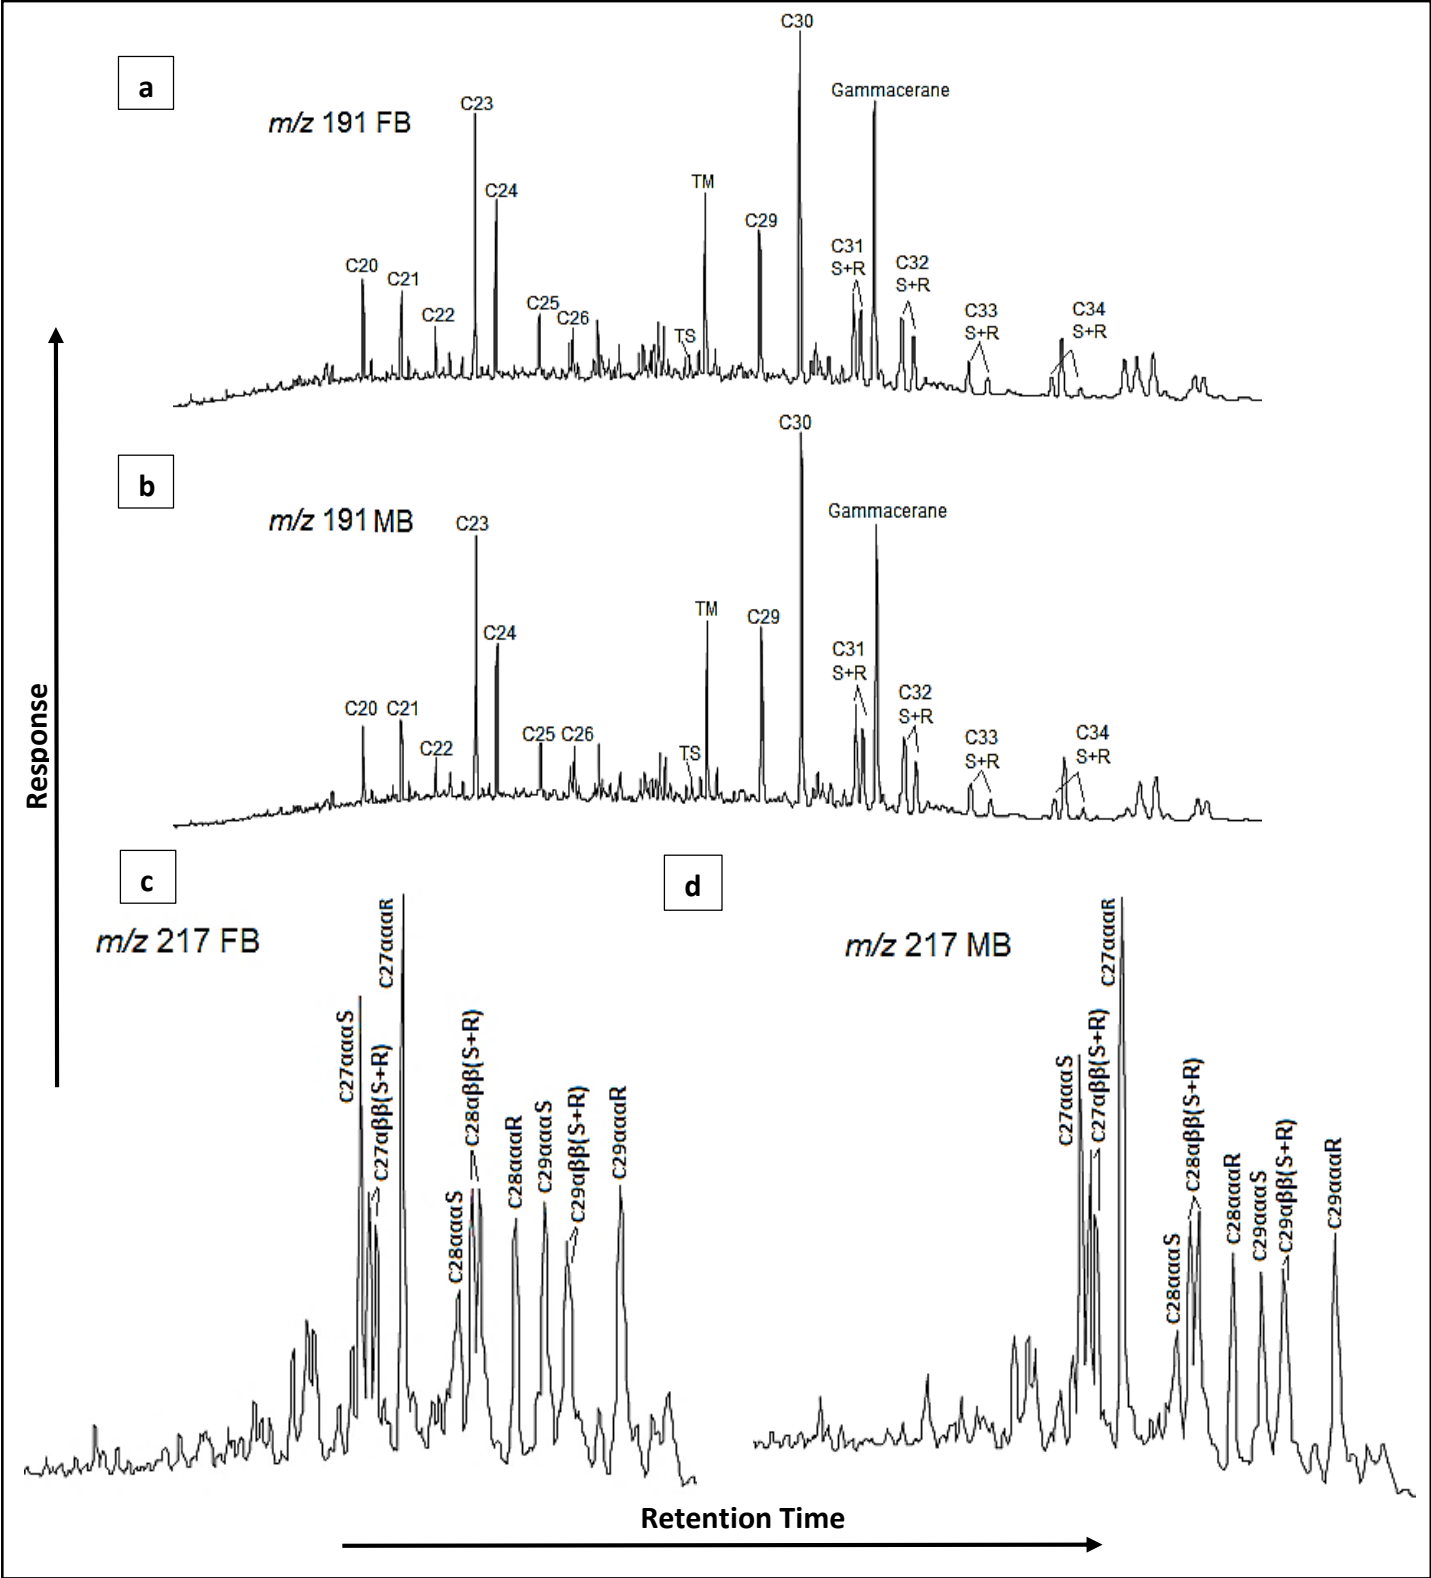 a
m/z 191 FB
C20
C21
C22
C23
C24
C25
C26
TS
TM
C29
C30
C31
S+R
Gammacerane
C32
S+R
C33
S+R
C34
S+R
b
m/z 191 MB
C20
C21
C22
C23
C24
C25
C26
TS
TM
C29
C30
C31
S+R
Gammacerane
C32
S+R
C33
S+R
C34
S+R
Response
c
m/z 217 FB
C27αααS
C27αββ(S+R)
C27αααR
C28αααS
C28αββ(S+R)
C28αααR
C29αααS
C29αββ(S+R)
C29αααR
d
m/z 217 MB
C27αααS
C27αββ(S+R)
C27αααR
C28αααS
C28αββ(S+R)
C28αααR
C29αααS
C29αββ(S+R)
C29αααR
Retention Time